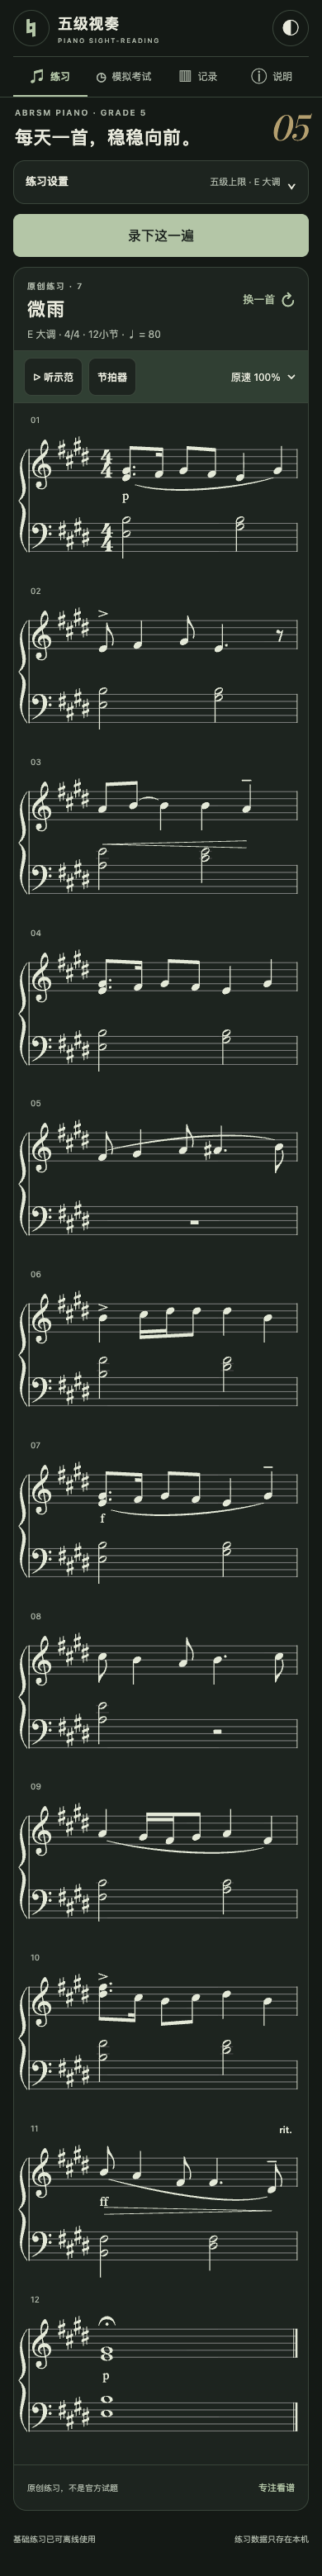 五级视奏
PIANO SIGHT-READING
练习
模拟考试
记录
说明
ABRSM PIANO · GRADE 5
每天一首，稳稳向前。
05
练习设置
五级上限 · E 大调
录下这一遍
原创练习 · 7
微雨
换一首
E 大调 · 4/4 · 12小节 · ♩ = 80
听示范
节拍器
原速 100%
01
p
02
03
04
05
06
07
f
08
09
10
11
rit.
ff
12
p
原创练习，不是官方试题
专注看谱
基础练习已可离线使用
练习数据只存在本机